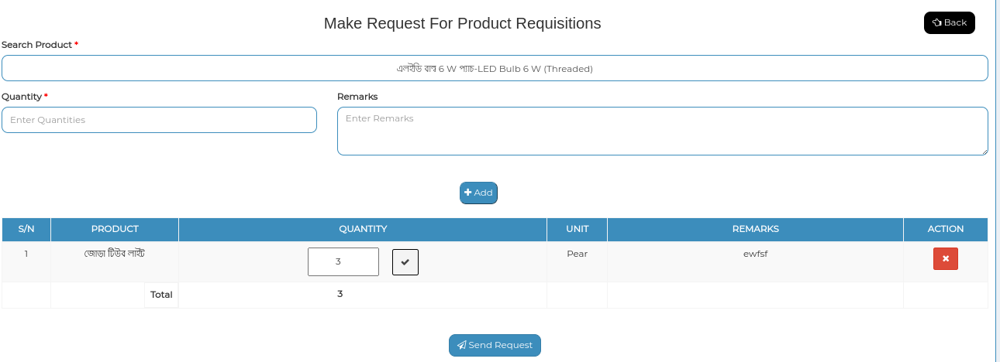 Make Request For Product Requisitions
Back
Search Product *
এলইডি বাল্ব 6 W প্যাচ-LED Bulb 6 W (Threaded)
Quantity *
Remarks
Enter Quantities
Enter Remarks
Add
S/N PRODUCT QUANTITY UNIT REMARKS ACTION
1 জোড়া টিউব লাইট 3 Pear ewfsf
Total 3
Send Request